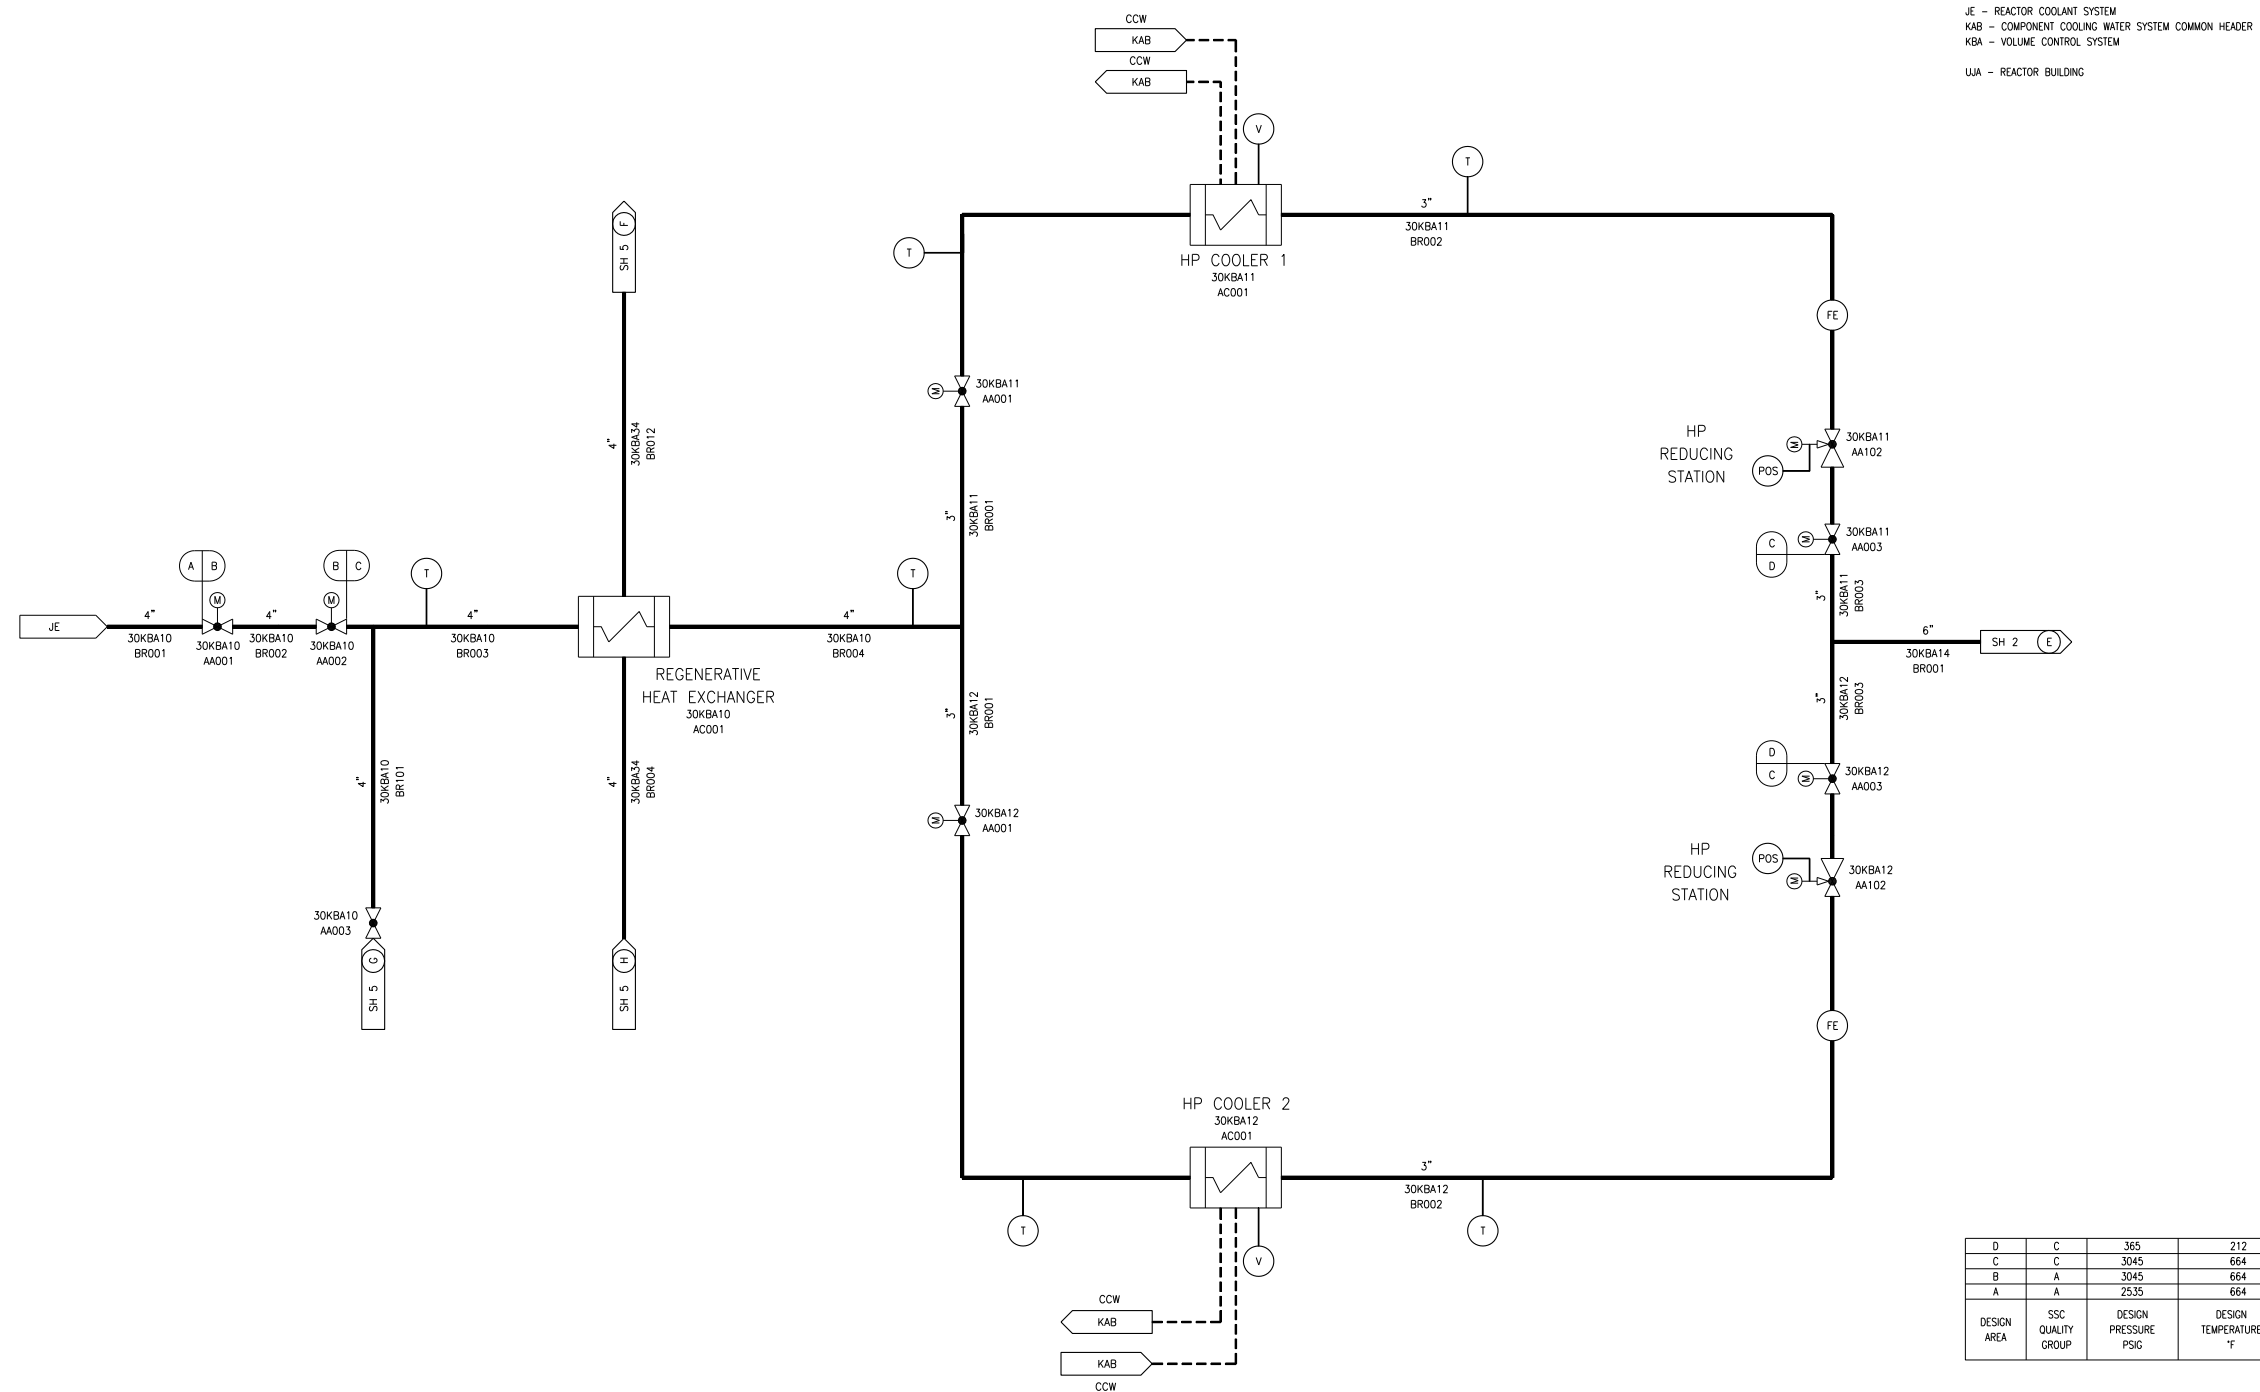 JE – REACTOR COOLANT SYSTEM
KAB – COMPONENT COOLING WATER SYSTEM COMMON HEADER
KBA – VOLUME CONTROL SYSTEM
UJA – REACTOR BUILDING
CCW
KAB
CCW
KAB
V
T
3"
30KBA11
BR002
HP COOLER 1
30KBA11
AC001
T
F
SH 5
FE
M
30KBA11
AA001
4"
30KBA34
BR012
HP
REDUCING
STATION
M
POS
30KBA11
AA102
3"
30KBA11
BR001
M
30KBA11
AA003
C
D
A B
B C
T
T
M
M
3"
30KBA11
BR003
JE
4"
30KBA10
BR001
30KBA10
AA001
4"
30KBA10
BR002
30KBA10
AA002
4"
30KBA10
BR003
4"
30KBA10
BR004
6"
30KBA14
BR001
SH 2 E
REGENERATIVE
HEAT EXCHANGER
30KBA10
AC001
3"
30KBA12
BR001
3"
30KBA12
BR003
4"
30KBA10
BR101
4"
30KBA34
BR004
D
C
M
30KBA12
AA003
M
30KBA12
AA001
HP
REDUCING
STATION
POS
M
30KBA12
AA102
30KBA10
AA003
G
SH 5
H
SH 5
FE
HP COOLER 2
30KBA12
AC001
3"
30KBA12
BR002
T
T
V
CCW
KAB
KAB
CCW
D C 365 212
C C 3045 664
B A 3045 664
A A 2535 664
DESIGN
AREA
SSC
QUALITY
GROUP
DESIGN
PRESSURE
PSIG
DESIGN
TEMPERATURE
°F